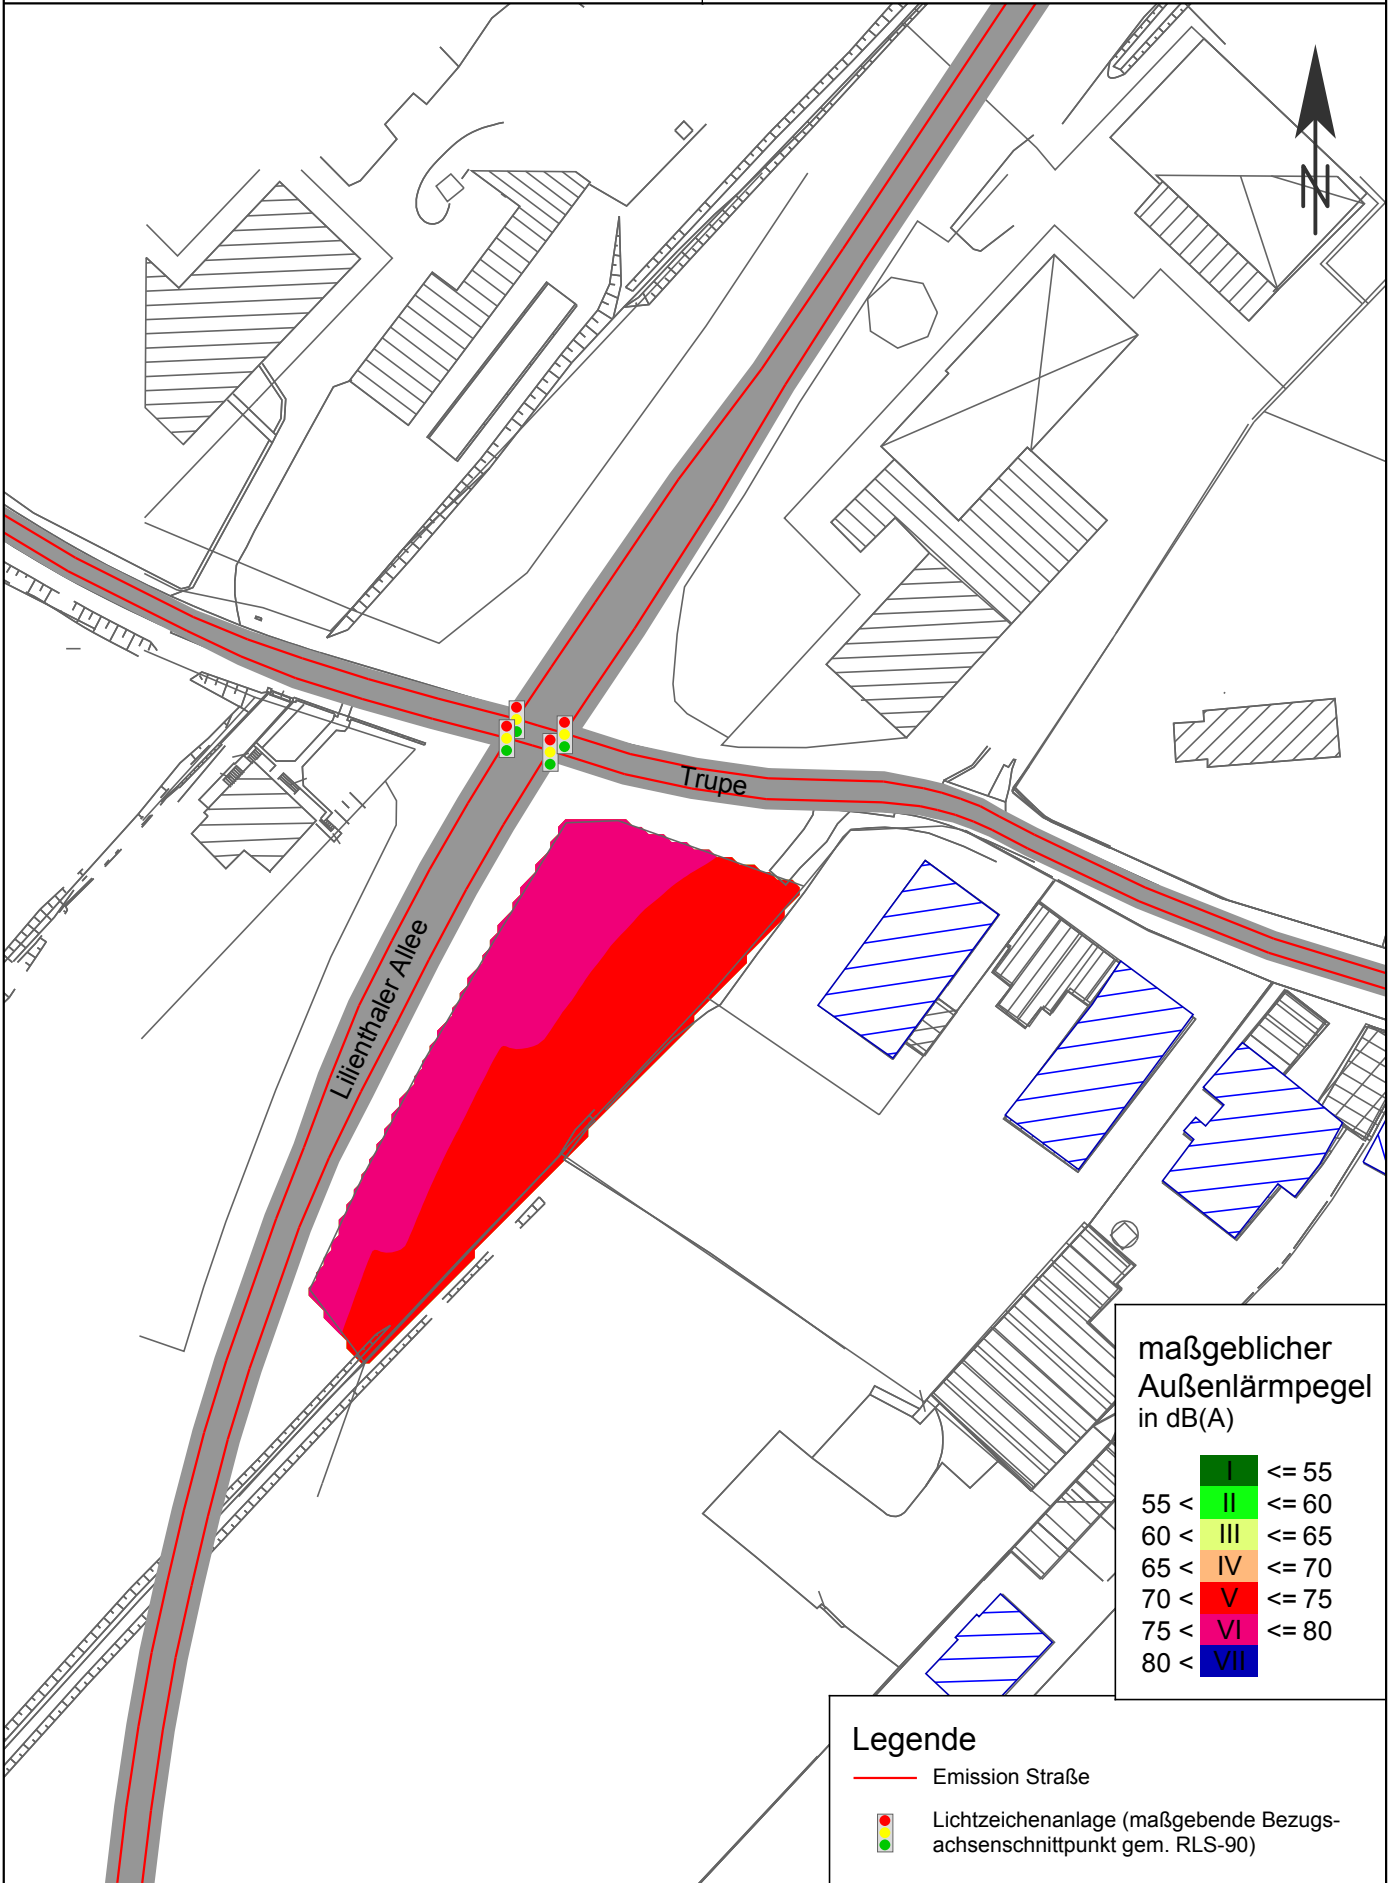 N
Trupe
Lilienthaler Allee
maßgeblicher
Außenlärmpegel
in dB(A)
I <= 55
55 < II <= 60
60 < III <= 65
65 < IV <= 70
70 < V <= 75
75 < VI <= 80
80 < VII
Legende
Emission Straße
Lichtzeichenanlage (maßgebende Bezugs-
achsenschnittpunkt gem. RLS-90)